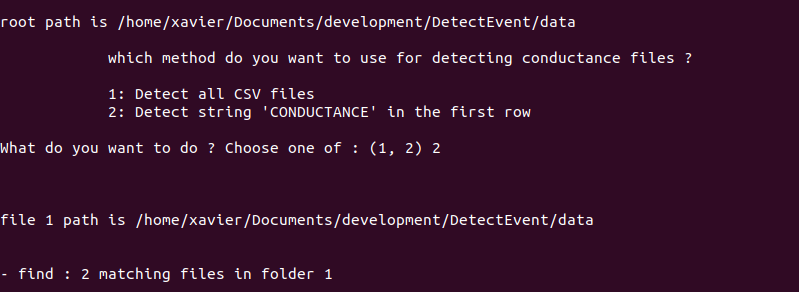 root path is /home/xavier/Documents/development/DetectEvent/data
which method do you want to use for detecting conductance files ?
1: Detect all CSV files
2: Detect string 'CONDUCTANCE' in the first row
What do you want to do ? Choose one of : (1, 2) 2
file 1 path is /home/xavier/Documents/development/DetectEvent/data
- find : 2 matching files in folder 1